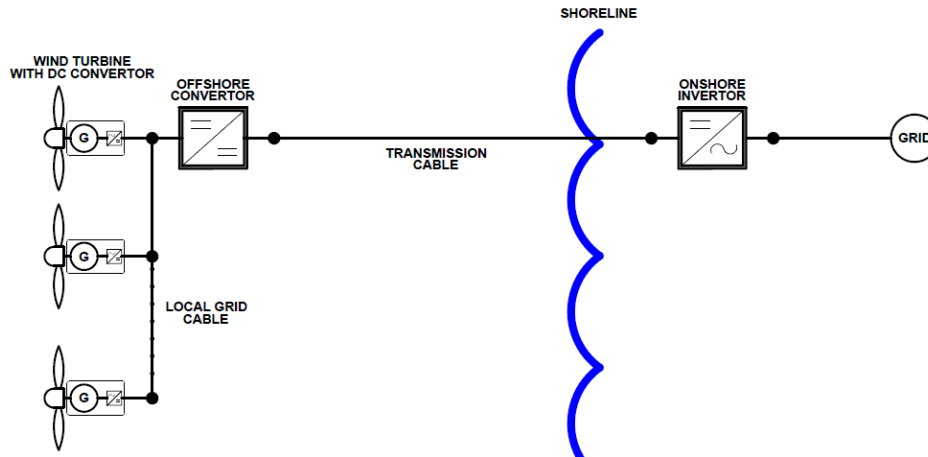 SHORELINE
WIND TURBINE
WITH DC CONVERTOR
OFFSHORE
CONVERTOR
ONSHORE
INVERTOR
G
GRID
TRANSMISSION
CABLE
G
LOCAL GRID
CABLE
G